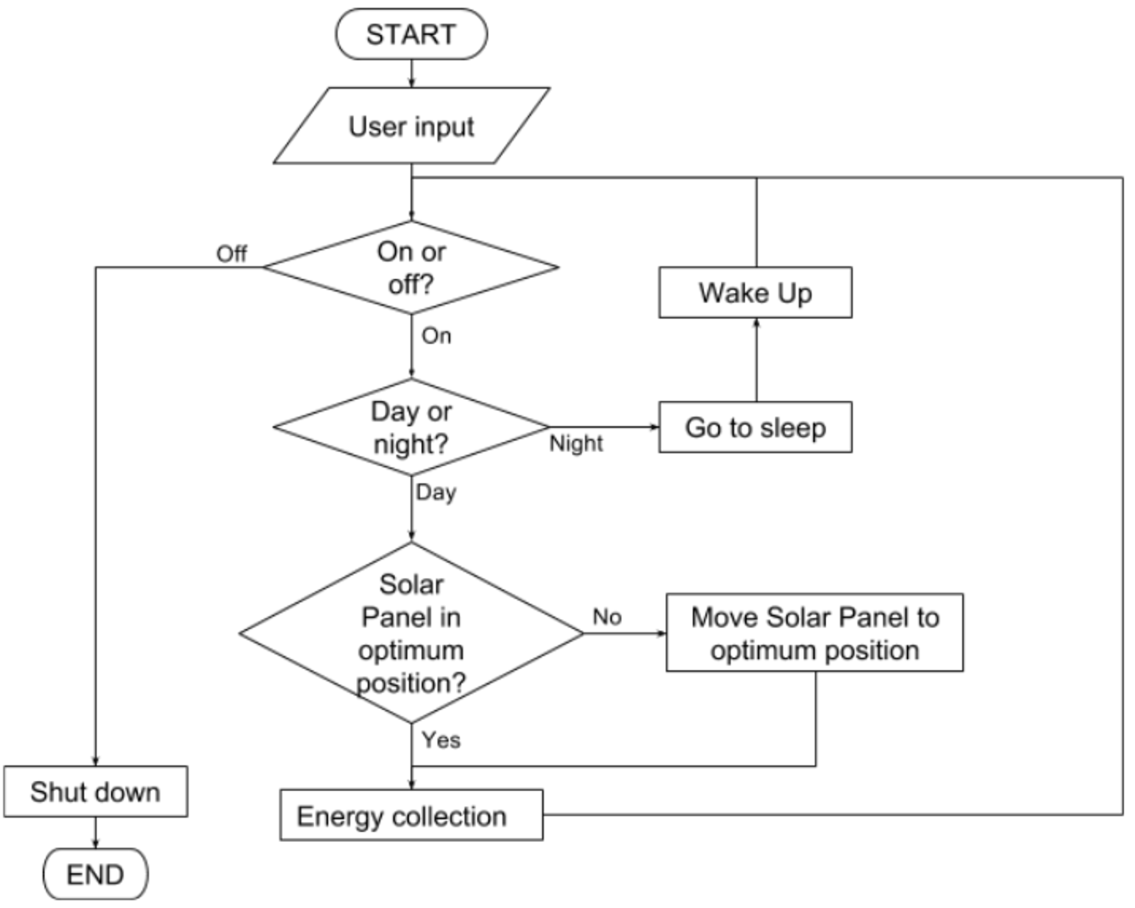 START
User input
Off
On or
off?
On
Wake Up
Day or
night?
Night
Go to sleep
Day
Solar
Panel in
optimum
position?
No
Move Solar Panel to
optimum position
Yes
Shut down
Energy collection
END